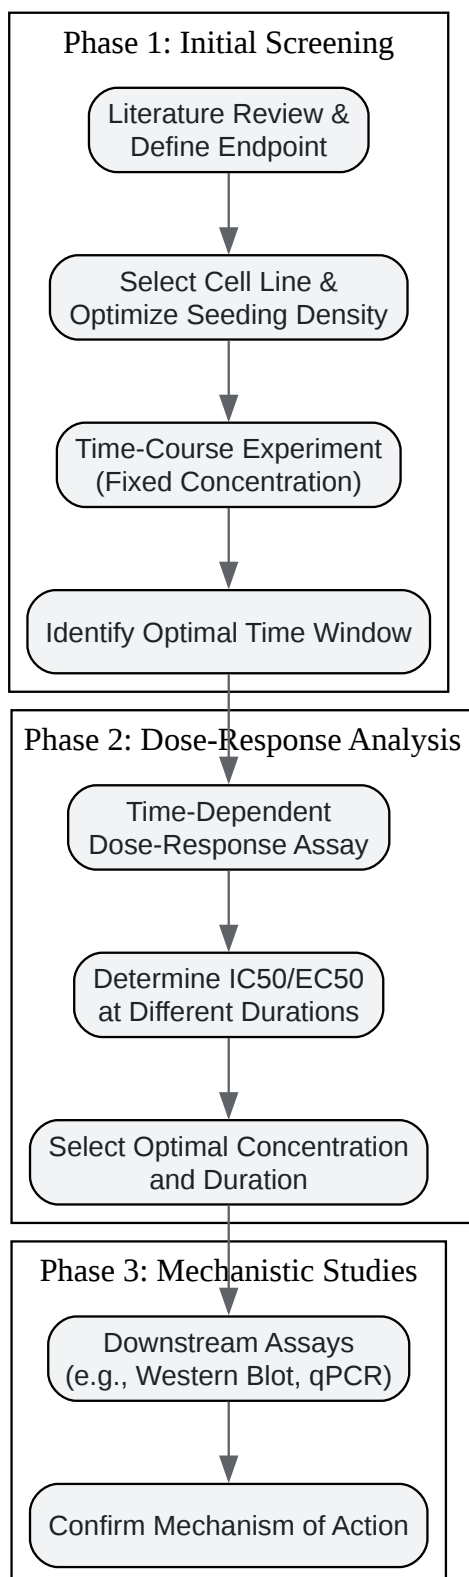 Phase 1: Initial Screening
Literature Review &
Define Endpoint
Select Cell Line &
Optimize Seeding Density
Time-Course Experiment
(Fixed Concentration)
Identify Optimal Time Window
Phase 2: Dose-Response Analysis
Time-Dependent
Dose-Response Assay
Determine IC50/EC50
at Different Durations
Select Optimal Concentration
and Duration
Phase 3: Mechanistic Studies
Downstream Assays
(e.g., Western Blot, qPCR)
Confirm Mechanism of Action